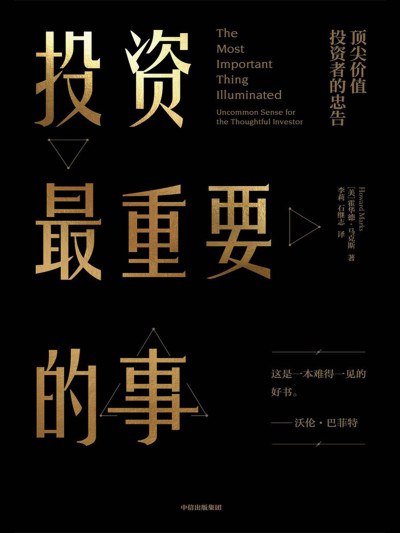 投资
最重要
的事
The
Most
Important
Thing
Illuminated
Uncommon Sense for
the Thoughtful Investor
顶尖价值
投资者的忠告
Howard Marks
[美]霍华德·马克斯 著
李莉 石继志 译
这是一本难得一见的
好书。
——沃伦·巴菲特
中信出版集团